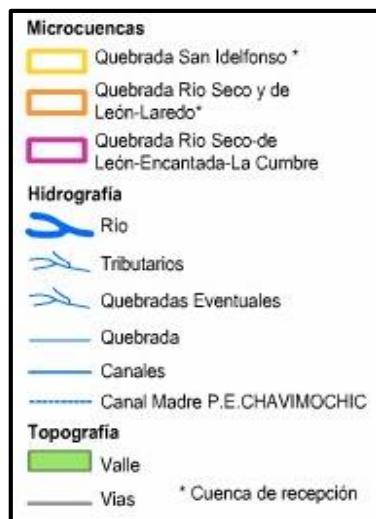 Microcuencas
Quebrada San Idelfonso *
Quebrada Rio Seco y de
León-Laredo*
Quebrada Rio Seco-de
León-Encantada-La Cumbre
Hidrografía
Rio
Tributarios
Quebradas Eventuales
Quebrada
Canales
Canal Madre P.E.CHAVIMOCHIC
Topografía
Valle
Vias * Cuenca de recepción